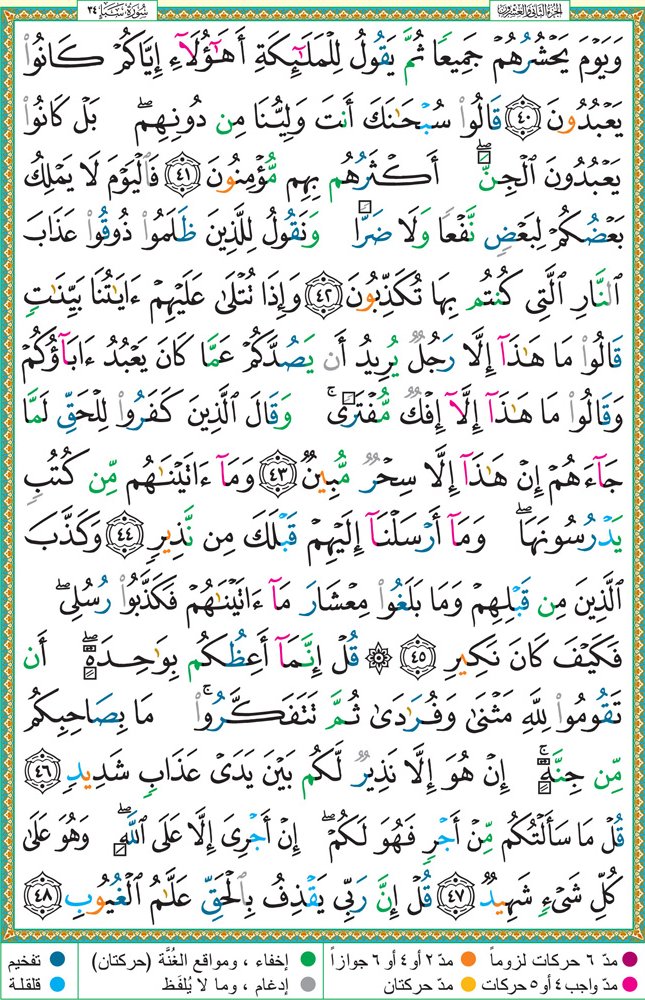 الجزء الثاني والعشرون
سُورَةُ سَبَإٍ ٣٤
وَيَوْمَ يَحْشُرُهُمْ جَمِيعًا ثُمَّ يَقُولُ لِلْمَلَٰٓئِكَةِ أَهَٰٓؤُلَآءِ إِيَّاكُمْ كَانُوا۟
يَعْبُدُونَ ٤٠ قَالُوا۟ سُبْحَٰنَكَ أَنتَ وَلِيُّنَا مِن دُونِهِم ۖ بَلْ كَانُوا۟
يَعْبُدُونَ ٱلْجِنَّ ۖ أَكْثَرُهُم بِهِم مُّؤْمِنُونَ ٤١ فَٱلْيَوْمَ لَا يَمْلِكُ
بَعْضُكُمْ لِبَعْضٍ نَّفْعًا وَلَا ضَرًّا وَنَقُولُ لِلَّذِينَ ظَلَمُوا۟ ذُوقُوا۟ عَذَابَ
ٱلنَّارِ ٱلَّتِى كُنتُم بِهَا تُكَذِّبُونَ ٤٢ وَإِذَا تُتْلَىٰ عَلَيْهِمْ ءَايَٰتُنَا بَيِّنَٰتٍ
قَالُوا۟ مَا هَٰذَآ إِلَّا رَجُلٌ يُرِيدُ أَن يَصُدَّكُمْ عَمَّا كَانَ يَعْبُدُ ءَابَآؤُكُمْ
وَقَالُوا۟ مَا هَٰذَآ إِلَّآ إِفْكٌ مُّفْتَرًى ۚ وَقَالَ ٱلَّذِينَ كَفَرُوا۟ لِلْحَقِّ لَمَّا
جَآءَهُمْ إِنْ هَٰذَآ إِلَّا سِحْرٌ مُّبِينٌ ٤٣ وَمَآ ءَاتَيْنَٰهُم مِّن كُتُبٍ
يَدْرُسُونَهَا ۖ وَمَآ أَرْسَلْنَآ إِلَيْهِمْ قَبْلَكَ مِن نَّذِيرٍ ٤٤ وَكَذَّبَ
ٱلَّذِينَ مِن قَبْلِهِمْ وَمَا بَلَغُوا۟ مِعْشَارَ مَآ ءَاتَيْنَٰهُمْ فَكَذَّبُوا۟ رُسُلِى ۖ
فَكَيْفَ كَانَ نَكِيرِ ٤٥ ۞ قُلْ إِنَّمَآ أَعِظُكُم بِوَٰحِدَةٍ ۖ أَن
تَقُومُوا۟ لِلَّهِ مَثْنَىٰ وَفُرَٰدَىٰ ثُمَّ تَتَفَكَّرُوا۟ ۚ مَا بِصَاحِبِكُم
مِّن جِنَّةٍ ۚ إِنْ هُوَ إِلَّا نَذِيرٌ لَّكُم بَيْنَ يَدَىْ عَذَابٍ شَدِيدٍ ٤٦
قُلْ مَا سَأَلْتُكُم مِّنْ أَجْرٍ فَهُوَ لَكُمْ ۖ إِنْ أَجْرِىَ إِلَّا عَلَى ٱللَّهِ ۖ وَهُوَ عَلَىٰ
كُلِّ شَىْءٍ شَهِيدٌ ٤٧ قُلْ إِنَّ رَبِّى يَقْذِفُ بِٱلْحَقِّ عَلَّٰمُ ٱلْغُيُوبِ ٤٨
مدّ ٦ حركات لزوماً مدّ ٢ أو ٤ أو ٦ جوازاً إخفاء ، ومواقع الغُنَّة (حركتان) تفخيم
مدّ واجب ٤ أو ٥ حركات مدّ حركتان إدغام ، وما لا يُلفَظ قلقلة